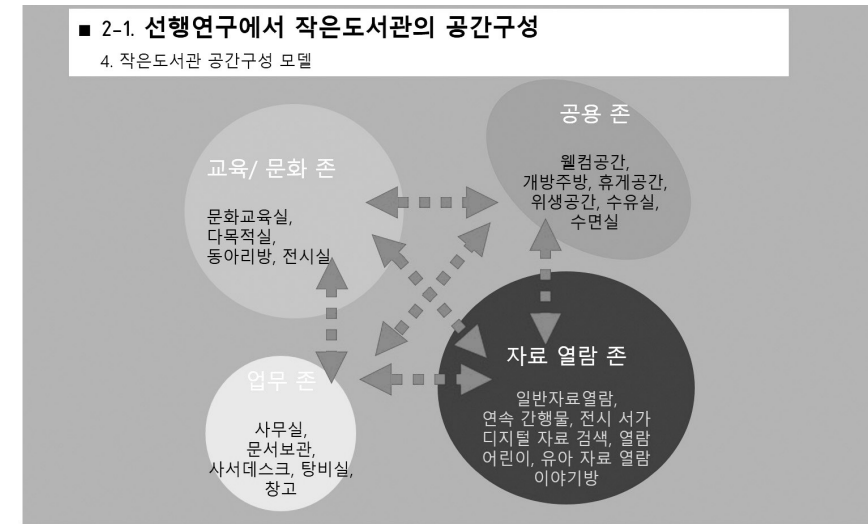 ■ 2-1. 선행연구에서 작은도서관의 공간구성
4. 작은도서관 공간구성 모델
교육/ 문화 존
문화교육실,
다목적실,
동아리방, 전시실
공용 존
웰컴공간,
개방주방, 휴게공간,
위생공간, 수유실,
수면실
업무 존
사무실,
문서보관,
사서데스크, 탕비실,
창고
자료 열람 존
일반자료열람,
연속 간행물, 전시 서가
디지털 자료 검색, 열람
어린이, 유아 자료 열람
이야기방